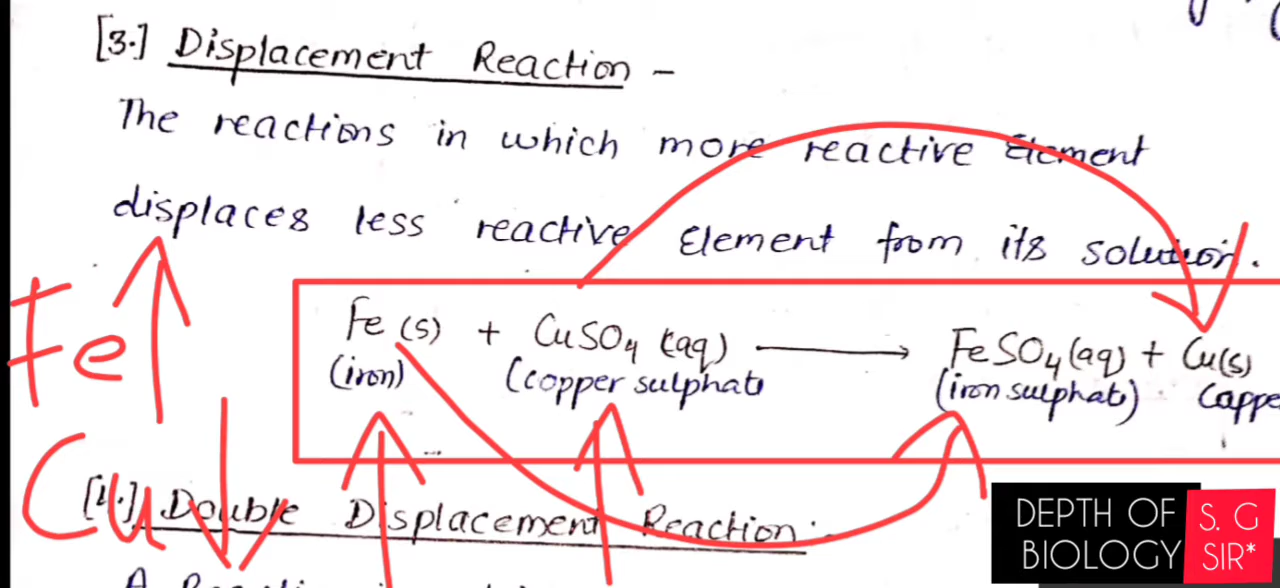 [3.] Displacement Reaction –
The reactions in which more reactive Element
displaces less reactive Element from its solution.
Fe (s) + CuSO4 (aq) ⟶ FeSO4 (aq) + Cu(s)
(iron) (copper sulphate (iron sulphate) Cappe
Fe
Cu
[4.] Double Displacement Reaction :-
DEPTH OF BIOLOGY
S. G SIR*